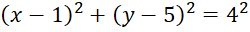 (x − 1)² + (y − 5)² = 4²